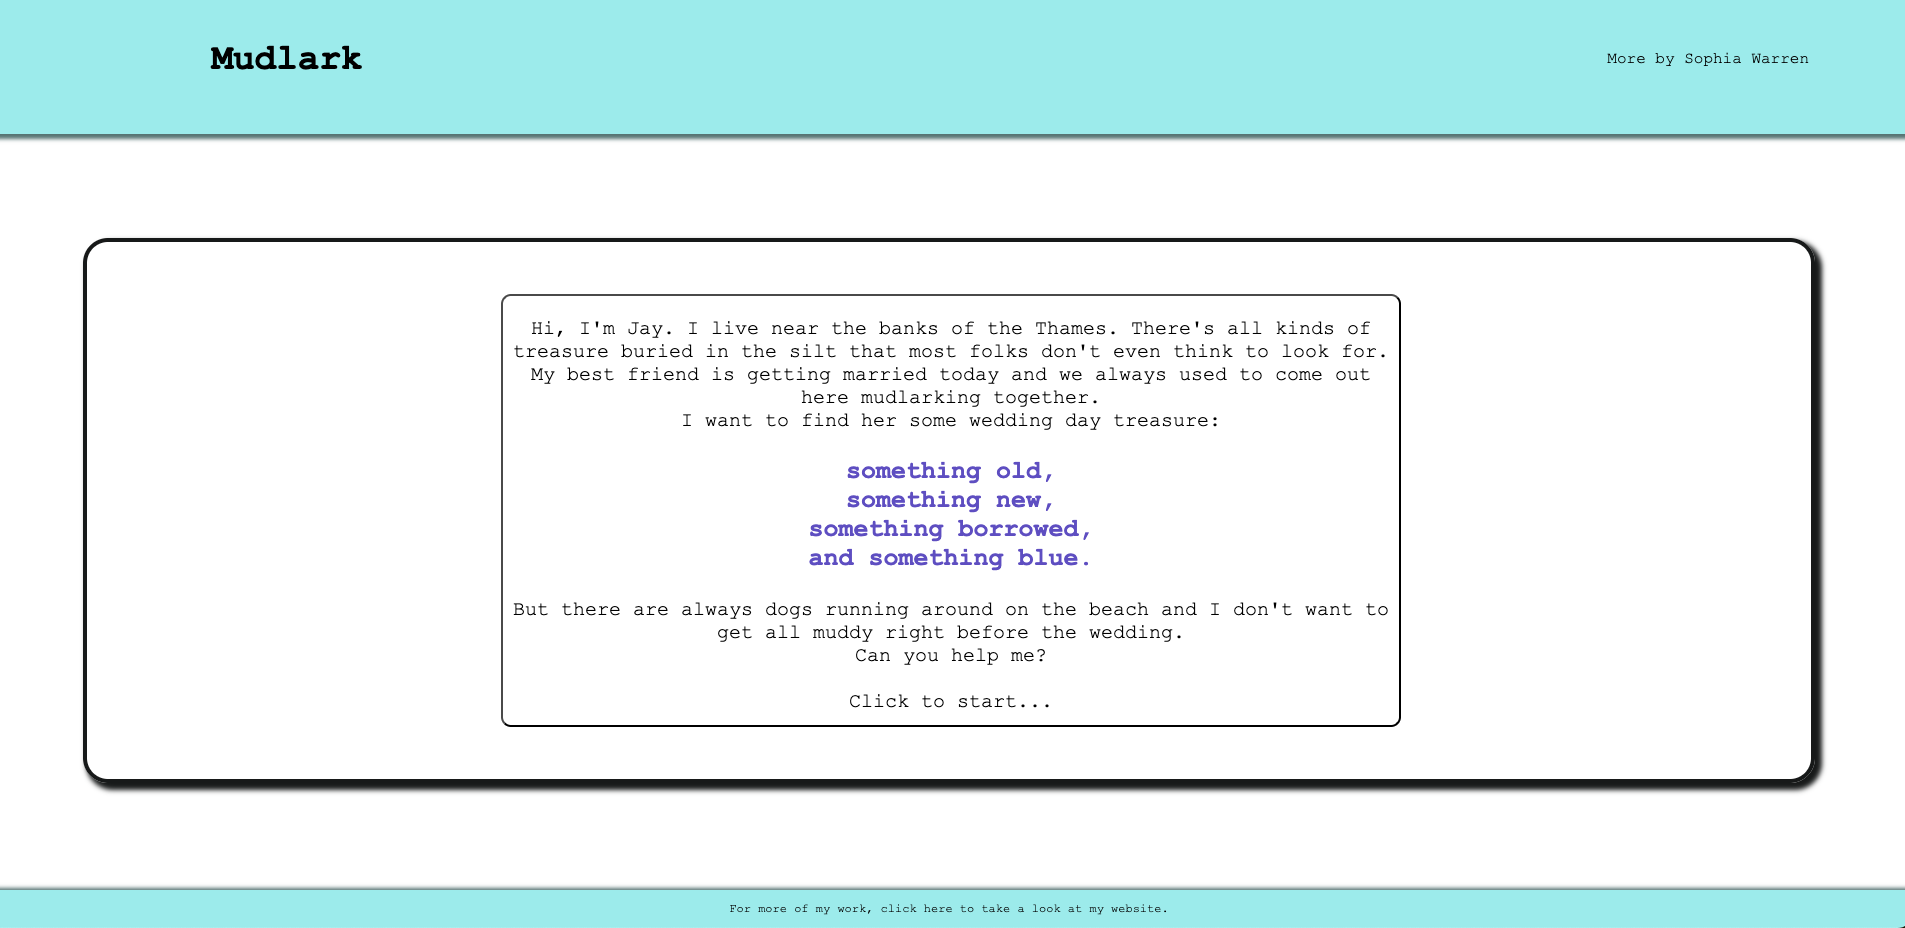 Mudlark
More by Sophia Warren
Hi, I'm Jay. I live near the banks of the Thames. There's all kinds of
treasure buried in the silt that most folks don't even think to look for.
My best friend is getting married today and we always used to come out
here mudlarking together.
I want to find her some wedding day treasure:
something old,
something new,
something borrowed,
and something blue.
But there are always dogs running around on the beach and I don't want to
get all muddy right before the wedding.
Can you help me?
Click to start...
For more of my work, click here to take a look at my website.